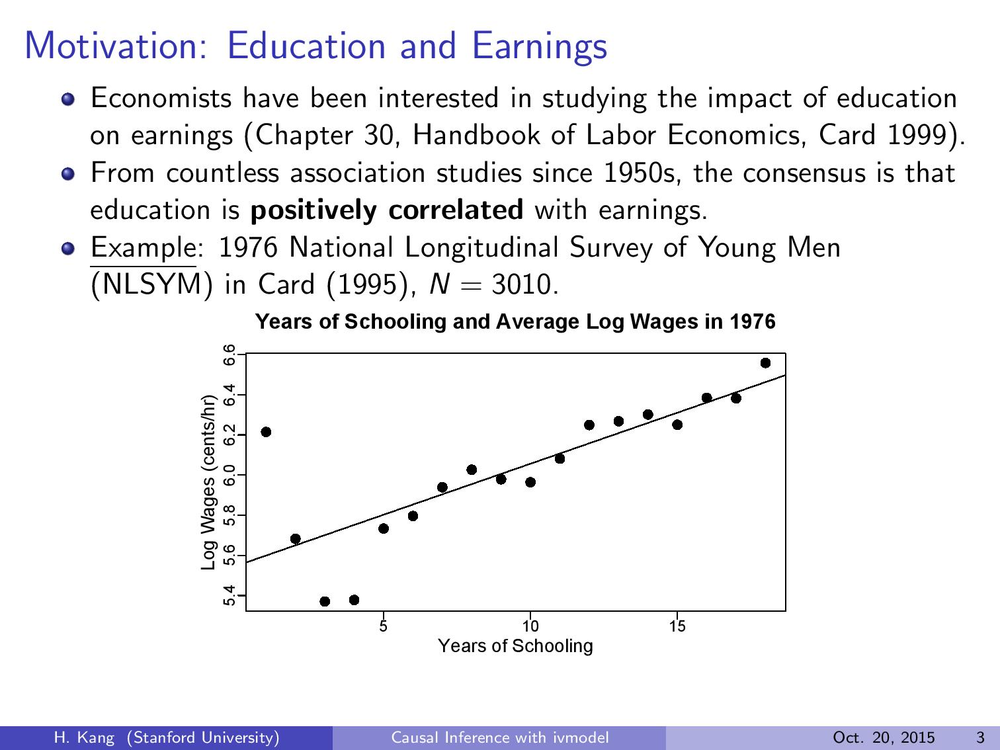 Motivation: Education and Earnings
Economists have been interested in studying the impact of education
on earnings (Chapter 30, Handbook of Labor Economics, Card 1999).
From countless association studies since 1950s, the consensus is that
education is positively correlated with earnings.
Example: 1976 National Longitudinal Survey of Young Men
(NLSYM) in Card (1995), N = 3010.
Years of Schooling and Average Log Wages in 1976
Log Wages (cents/hr)
6.6
6.4
6.2
6.0
5.8
5.6
5.4
5 10 15
Years of Schooling
H. Kang (Stanford University) Causal Inference with ivmodel Oct. 20, 2015 3